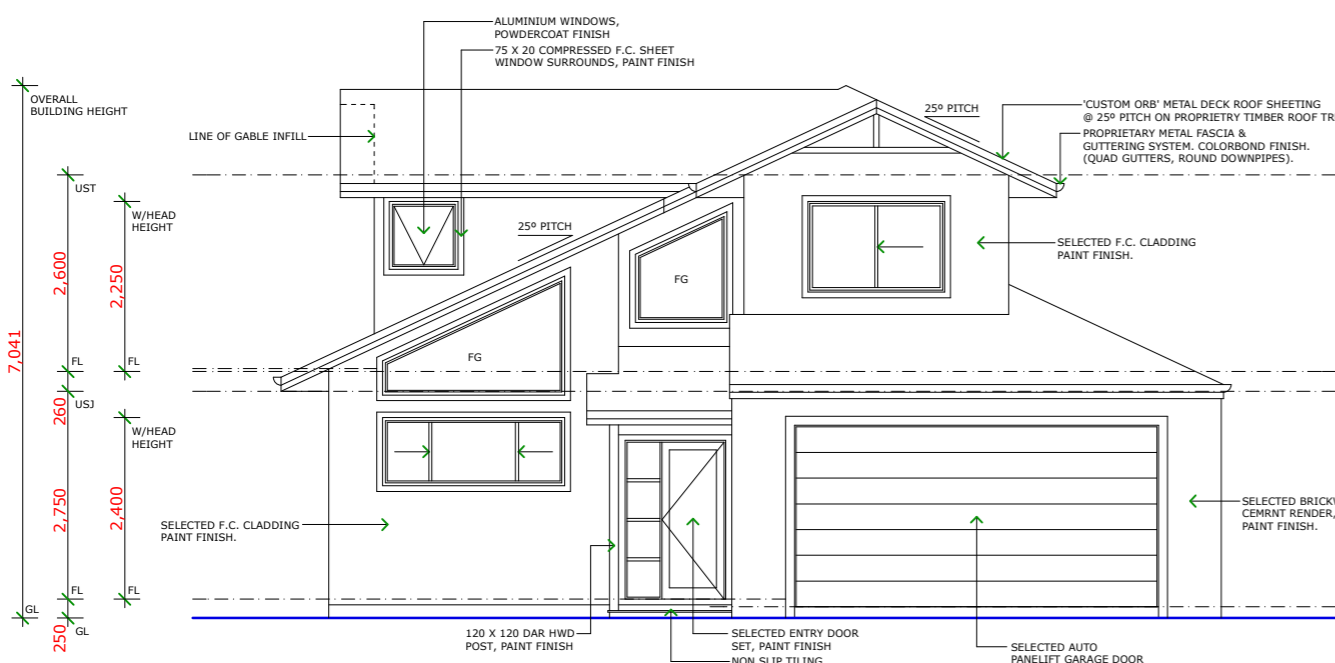 ALUMINIUM WINDOWS,
POWDERCOAT FINISH
75 X 20 COMPRESSED F.C. SHEET
WINDOW SURROUNDS, PAINT FINISH
OVERALL
BUILDING HEIGHT
25º PITCH
'CUSTOM ORB' METAL DECK ROOF SHEETING
@ 25º PITCH ON PROPRIETRY TIMBER ROOF TR
LINE OF GABLE INFILL
PROPRIETARY METAL FASCIA &
GUTTERING SYSTEM. COLORBOND FINISH.
(QUAD GUTTERS, ROUND DOWNPIPES).
UST
W/HEAD
HEIGHT
25º PITCH
SELECTED F.C. CLADDING
PAINT FINISH.
2,600
2,250
FG
7,041
FG
FL
FL
260
USJ
W/HEAD
HEIGHT
2,750
2,400
SELECTED F.C. CLADDING
PAINT FINISH.
SELECTED BRICKW
CEMRNT RENDER,
PAINT FINISH.
FL
FL
GL
GL
250
120 X 120 DAR HWD
POST, PAINT FINISH
SELECTED ENTRY DOOR
SET, PAINT FINISH
NON SLIP TILING
SELECTED AUTO
PANELIFT GARAGE DOOR